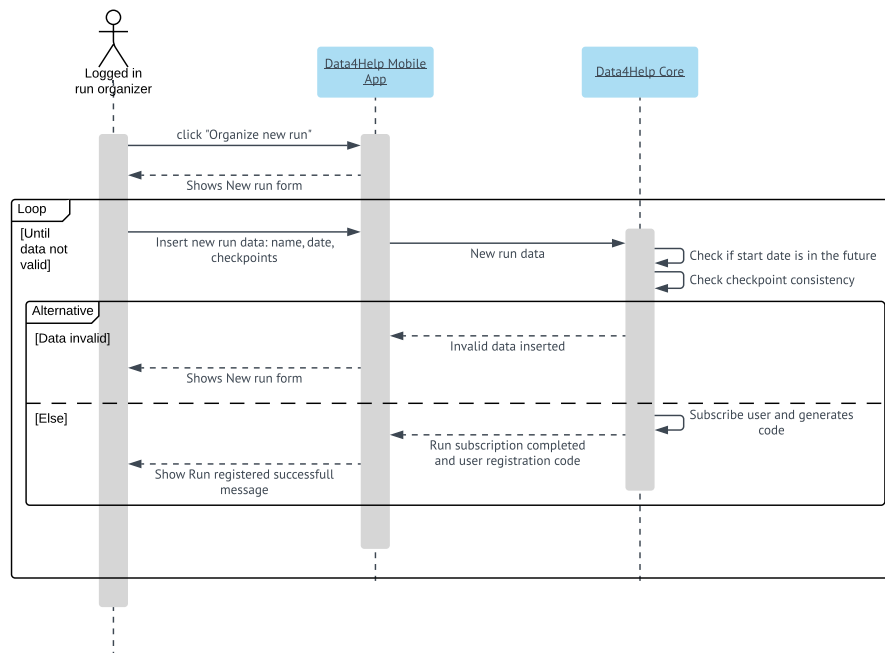 Logged in
run organizer
Data4Help Mobile
App
Data4Help Core
click "Organize new run"
Shows New run form
Loop
[Until
data not
valid]
Insert new run data: name, date,
checkpoints
New run data
Check if start date is in the future
Check checkpoint consistency
Alternative
[Data invalid]
Invalid data inserted
Shows New run form
[Else]
Subscribe user and generates
code
Run subscription completed
and user registration code
Show Run registered successfull
message